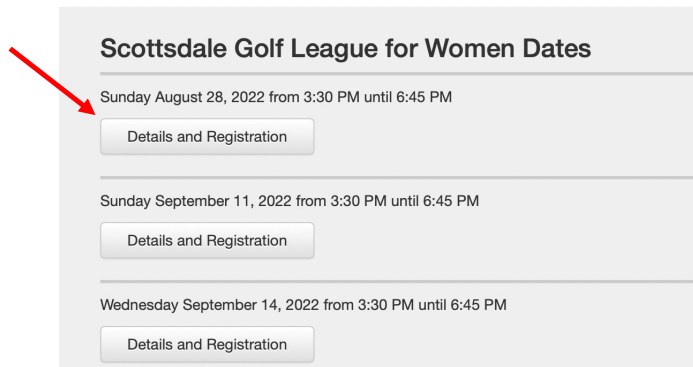 Scottsdale Golf League for Women Dates
Sunday August 28, 2022 from 3:30 PM until 6:45 PM
Details and Registration
Sunday September 11, 2022 from 3:30 PM until 6:45 PM
Details and Registration
Wednesday September 14, 2022 from 3:30 PM until 6:45 PM
Details and Registration